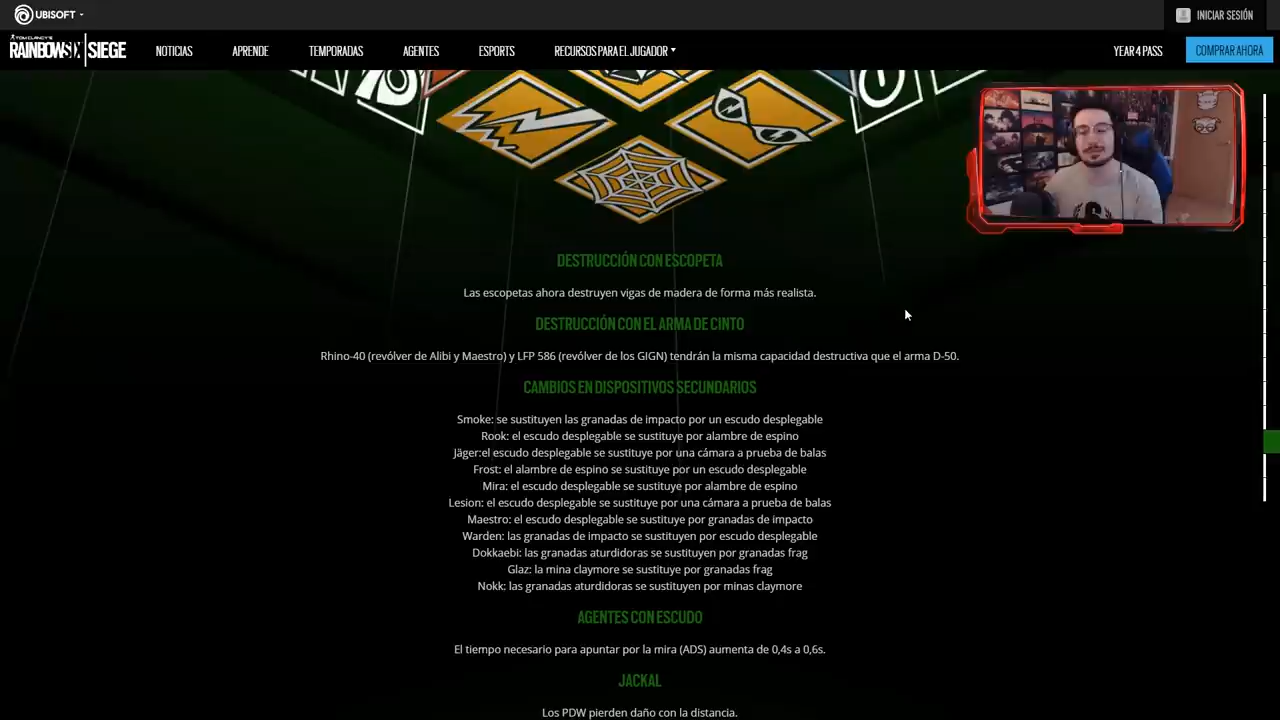 UBISOFT
INICIAR SESIÓN
TOM CLANCY'S
RAINBOWSIX SIEGE
NOTICIAS
APRENDE
TEMPORADAS
AGENTES
ESPORTS
RECURSOS PARA EL JUGADOR
YEAR 4 PASS
COMPRAR AHORA
DESTRUCCIÓN CON ESCOPETA
Las escopetas ahora destruyen vigas de madera de forma más realista.
DESTRUCCIÓN CON EL ARMA DE CINTO
Rhino-40 (revólver de Alibi y Maestro) y LFP 586 (revólver de los GIGN) tendrán la misma capacidad destructiva que el arma D-50.
CAMBIOS EN DISPOSITIVOS SECUNDARIOS
Smoke: se sustituyen las granadas de impacto por un escudo desplegable
Rook: el escudo desplegable se sustituye por alambre de espino
Jäger:el escudo desplegable se sustituye por una cámara a prueba de balas
Frost: el alambre de espino se sustituye por un escudo desplegable
Mira: el escudo desplegable se sustituye por alambre de espino
Lesion: el escudo desplegable se sustituye por una cámara a prueba de balas
Maestro: el escudo desplegable se sustituye por granadas de impacto
Warden: las granadas de impacto se sustituyen por escudo desplegable
Dokkaebi: las granadas aturdidoras se sustituyen por granadas frag
Glaz: la mina claymore se sustituye por granadas frag
Nokk: las granadas aturdidoras se sustituyen por minas claymore
AGENTES CON ESCUDO
El tiempo necesario para apuntar por la mira (ADS) aumenta de 0,4s a 0,6s.
JACKAL
Los PDW pierden daño con la distancia.